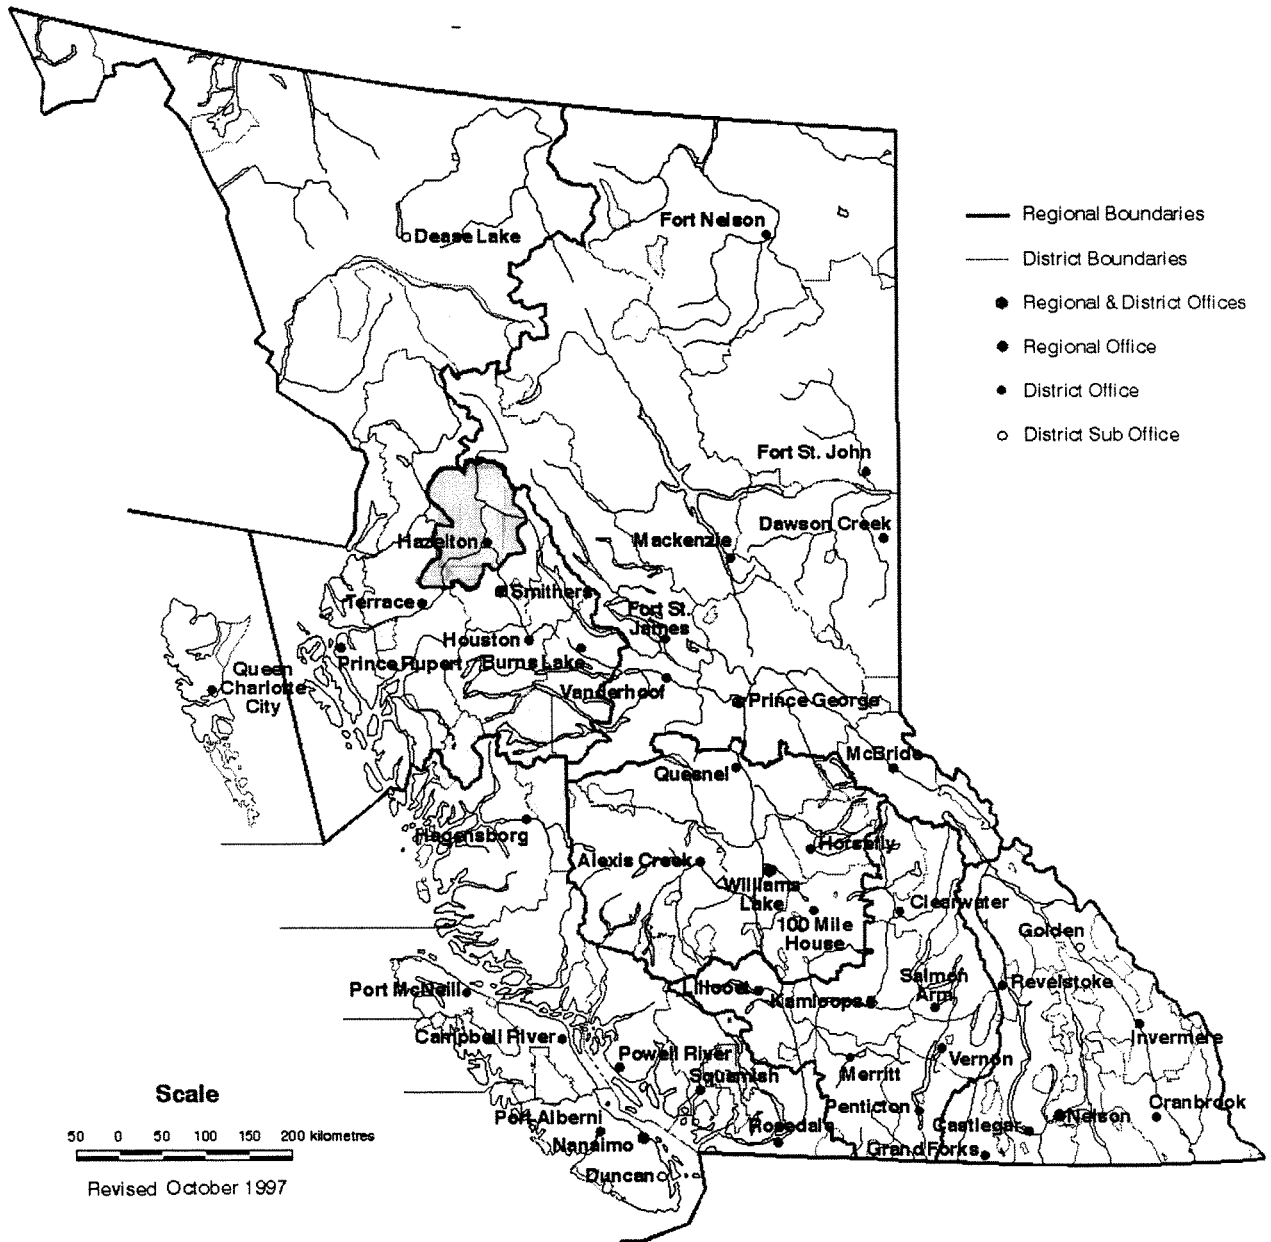 Dease Lake
Fort Nelson
Regional Boundaries
District Boundaries
Regional & District Offices
Regional Office
District Office
District Sub Office
Fort St. John
Dawson Creek
Mackenzie
Hazelton
Smithers
Terrace
Fort St.
James
Houston
Prince Rupert
Burns Lake
Queen
Charlotte
City
Vanderhoof
Prince George
McBride
Quesnel
Hagensborg
Horsefly
Alexis Creek
Williams
Lake
Clearwater
100 Mile
House
Golden
Salmon
Arm
Revelstoke
Port McNeill
Lillooet
Kamloops
Campbell River
Invermere
Powell River
Vernon
Squamish
Merritt
Scale
Port Alberni
Penticton
Cranbrook
Nelson
Castlegar
Rosedale
50 0 50 100 150 200 kilometres
Nanaimo
Grand Forks
Duncan
Revised October 1997